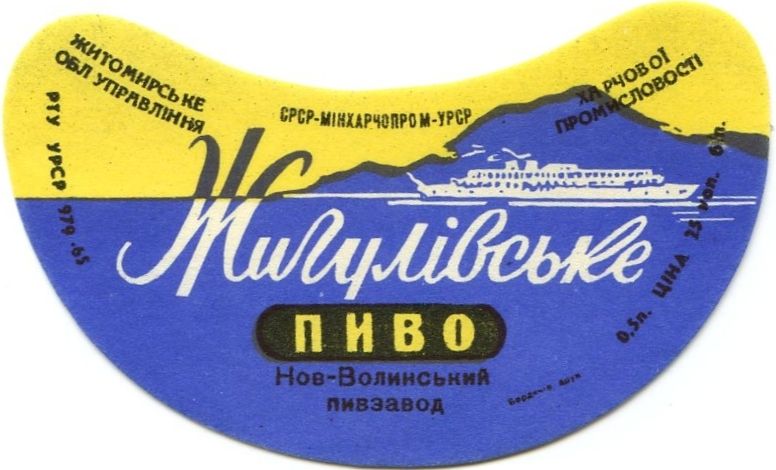 ЖИТОМИРСЬКЕ
ОБЛ УПРАВЛІННЯ
СРСР-МІНХАРЧОПРОМ-УРСР
ХАРЧОВОЇ
ПРОМИСЛОВОСТІ
РТУ УРСР 979-65
Жигулівське
ПИВО
Нов-Волинський
пивзавод
0,5л. ЦІНА 25 коп. б/п.